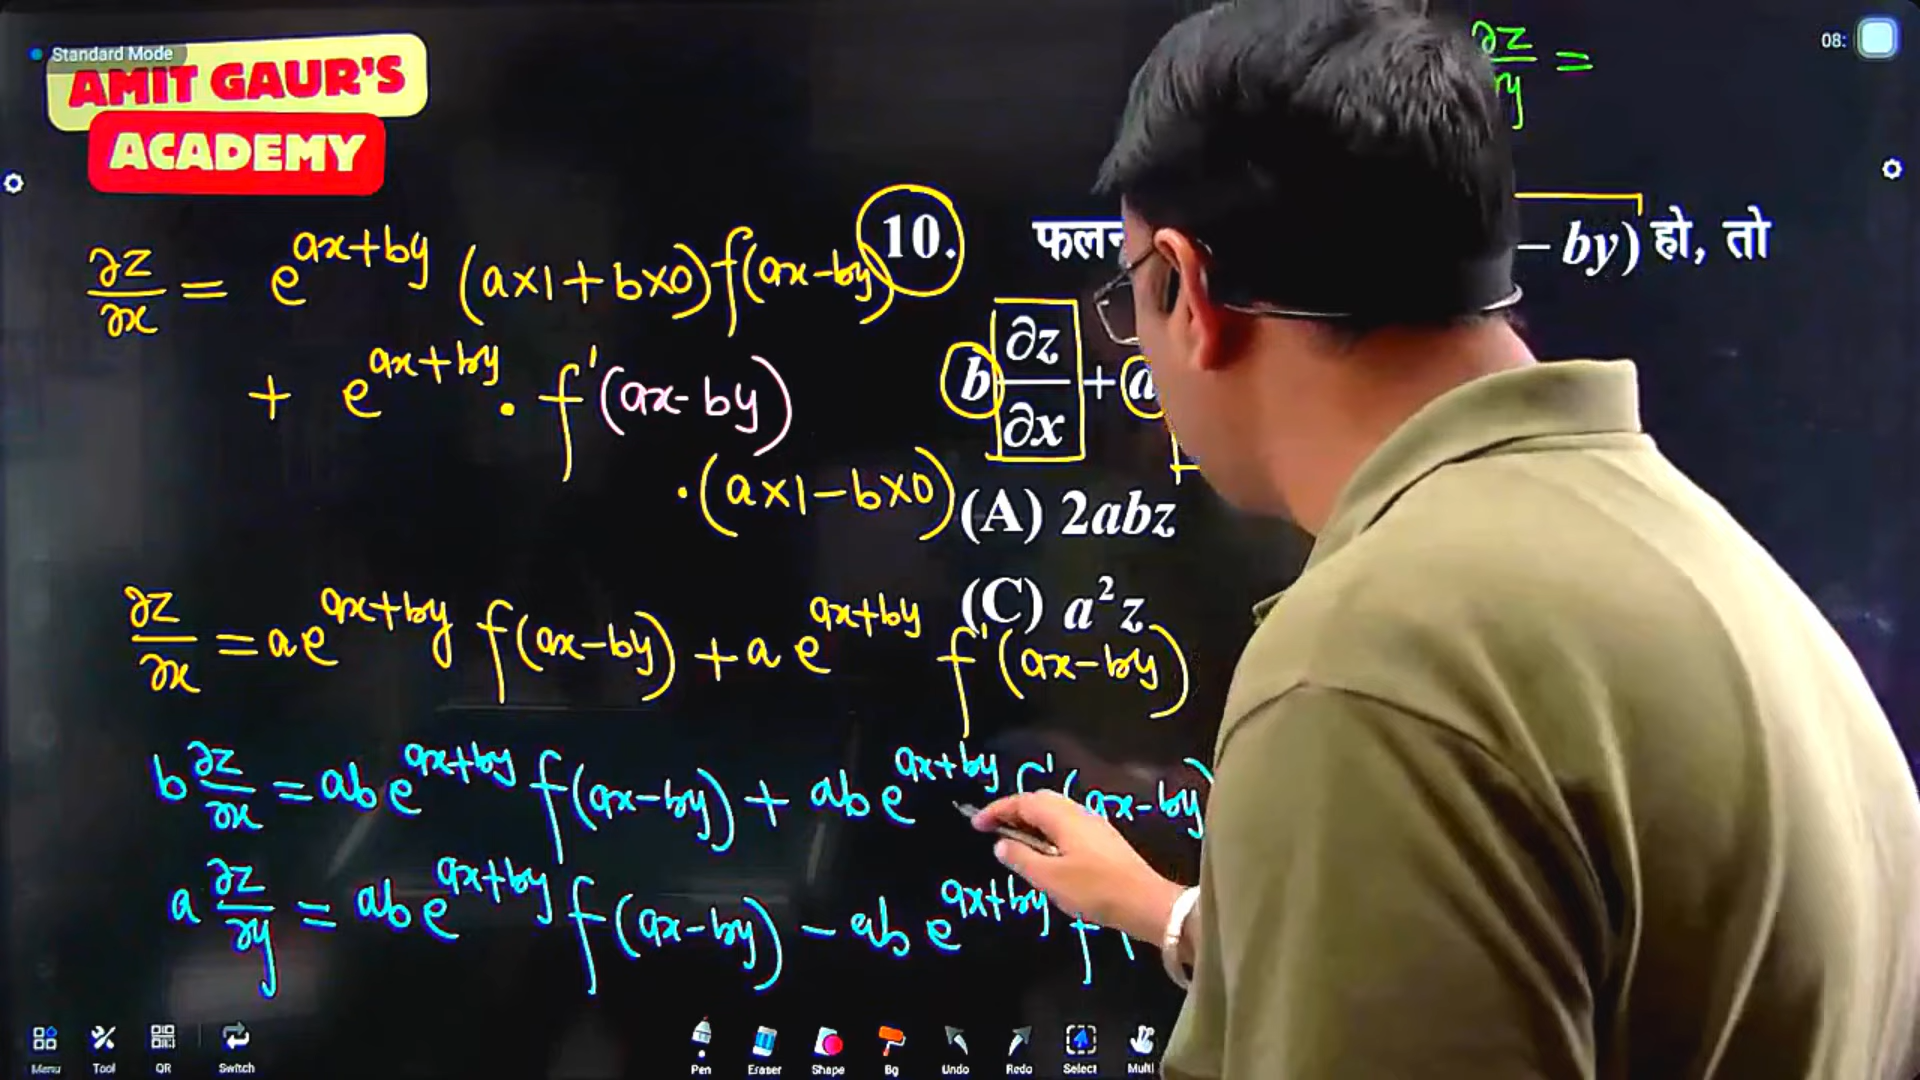 Standard Mode
AMIT GAUR'S
ACADEMY
08:
∂z/∂y =
10. फलन – by) हो, तो
b ∂z/∂x + a
(A) 2abz
(C) a²z
∂z/∂x = e^(ax+by) (a×1+b×0) f(ax-by)
+ e^(ax+by) · f'(ax-by)
·(a×1-b×0)
∂z/∂x = a e^(ax+by) f(ax-by) + a e^(ax+by) f'(ax-by)
b ∂z/∂x = ab e^(ax+by) f(ax-by) + ab e^(ax+by) f'(ax-by)
a ∂z/∂y = ab e^(ax+by) f(ax-by) - ab e^(ax+by) f'
Menu Tool QR Switch Pen Eraser Shape Bg Undo Redo Select Multi